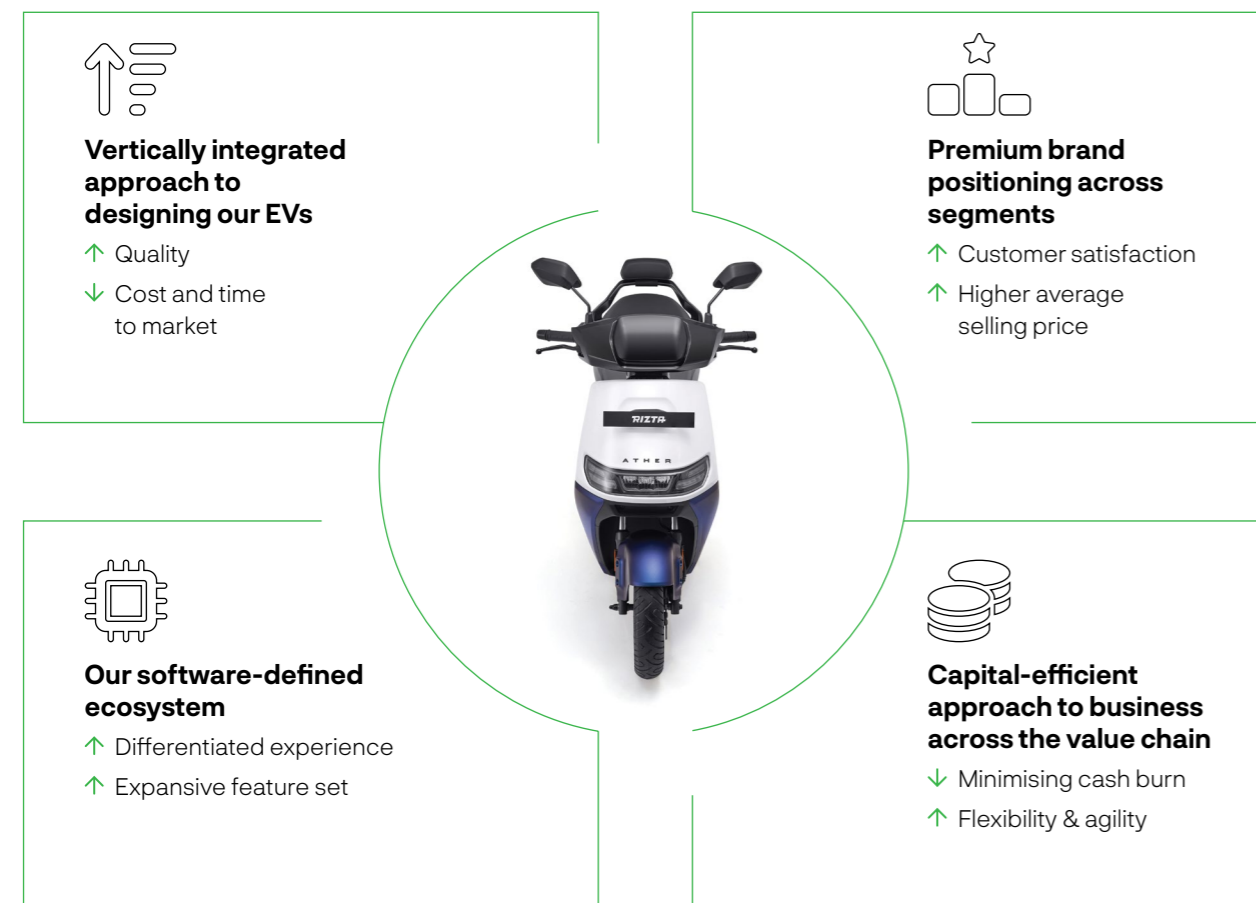 Vertically integrated
approach to
designing our EVs
↑ Quality
↓ Cost and time
to market
Premium brand
positioning across
segments
↑ Customer satisfaction
↑ Higher average
selling price
RIZTA
ATHER
Our software-defined
ecosystem
↑ Differentiated experience
↑ Expansive feature set
Capital-efficient
approach to business
across the value chain
↓ Minimising cash burn
↑ Flexibility & agility